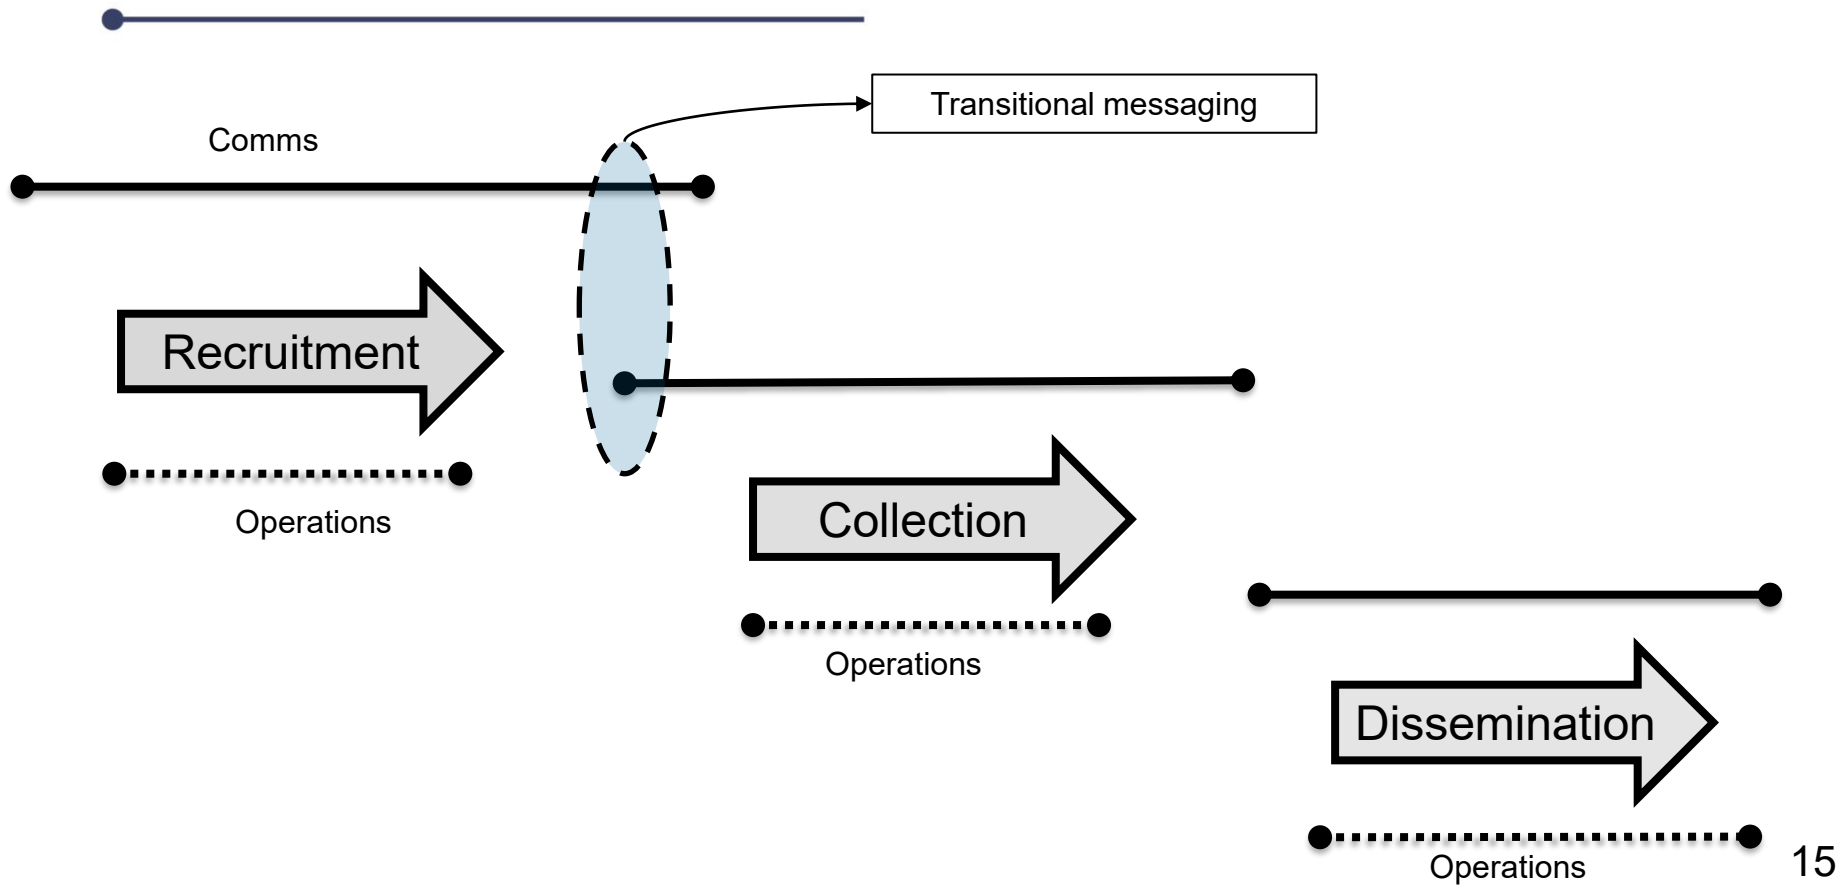 Transitional messaging
Comms
Recruitment
Operations
Collection
Operations
Dissemination
Operations
15